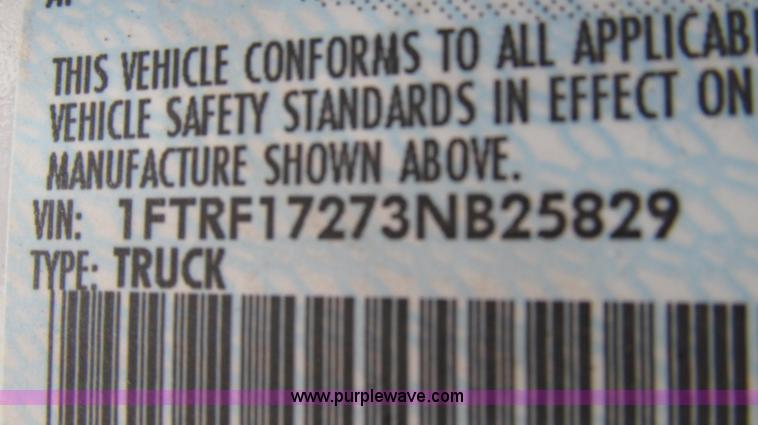 THIS VEHICLE CONFORMS TO ALL APPLICAB
VEHICLE SAFETY STANDARDS IN EFFECT ON
MANUFACTURE SHOWN ABOVE.
VIN: 1FTRF17273NB25829
TYPE: TRUCK
www.purplewave.com